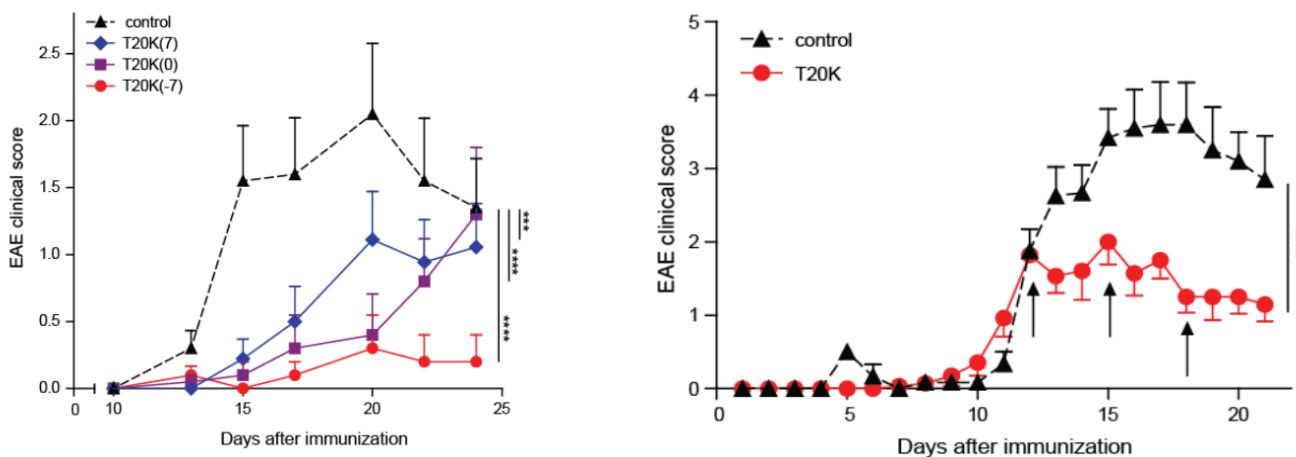 control
T20K(7)
T20K(0)
T20K(-7)
EAE clinical score
2.5
2.0
1.5
1.0
0.5
0.0
***
****
****
0 10 15 20 25
Days after immunization
control
T20K
EAE clinical score
5
4
3
2
1
0
0 5 10 15 20
Days after immunization